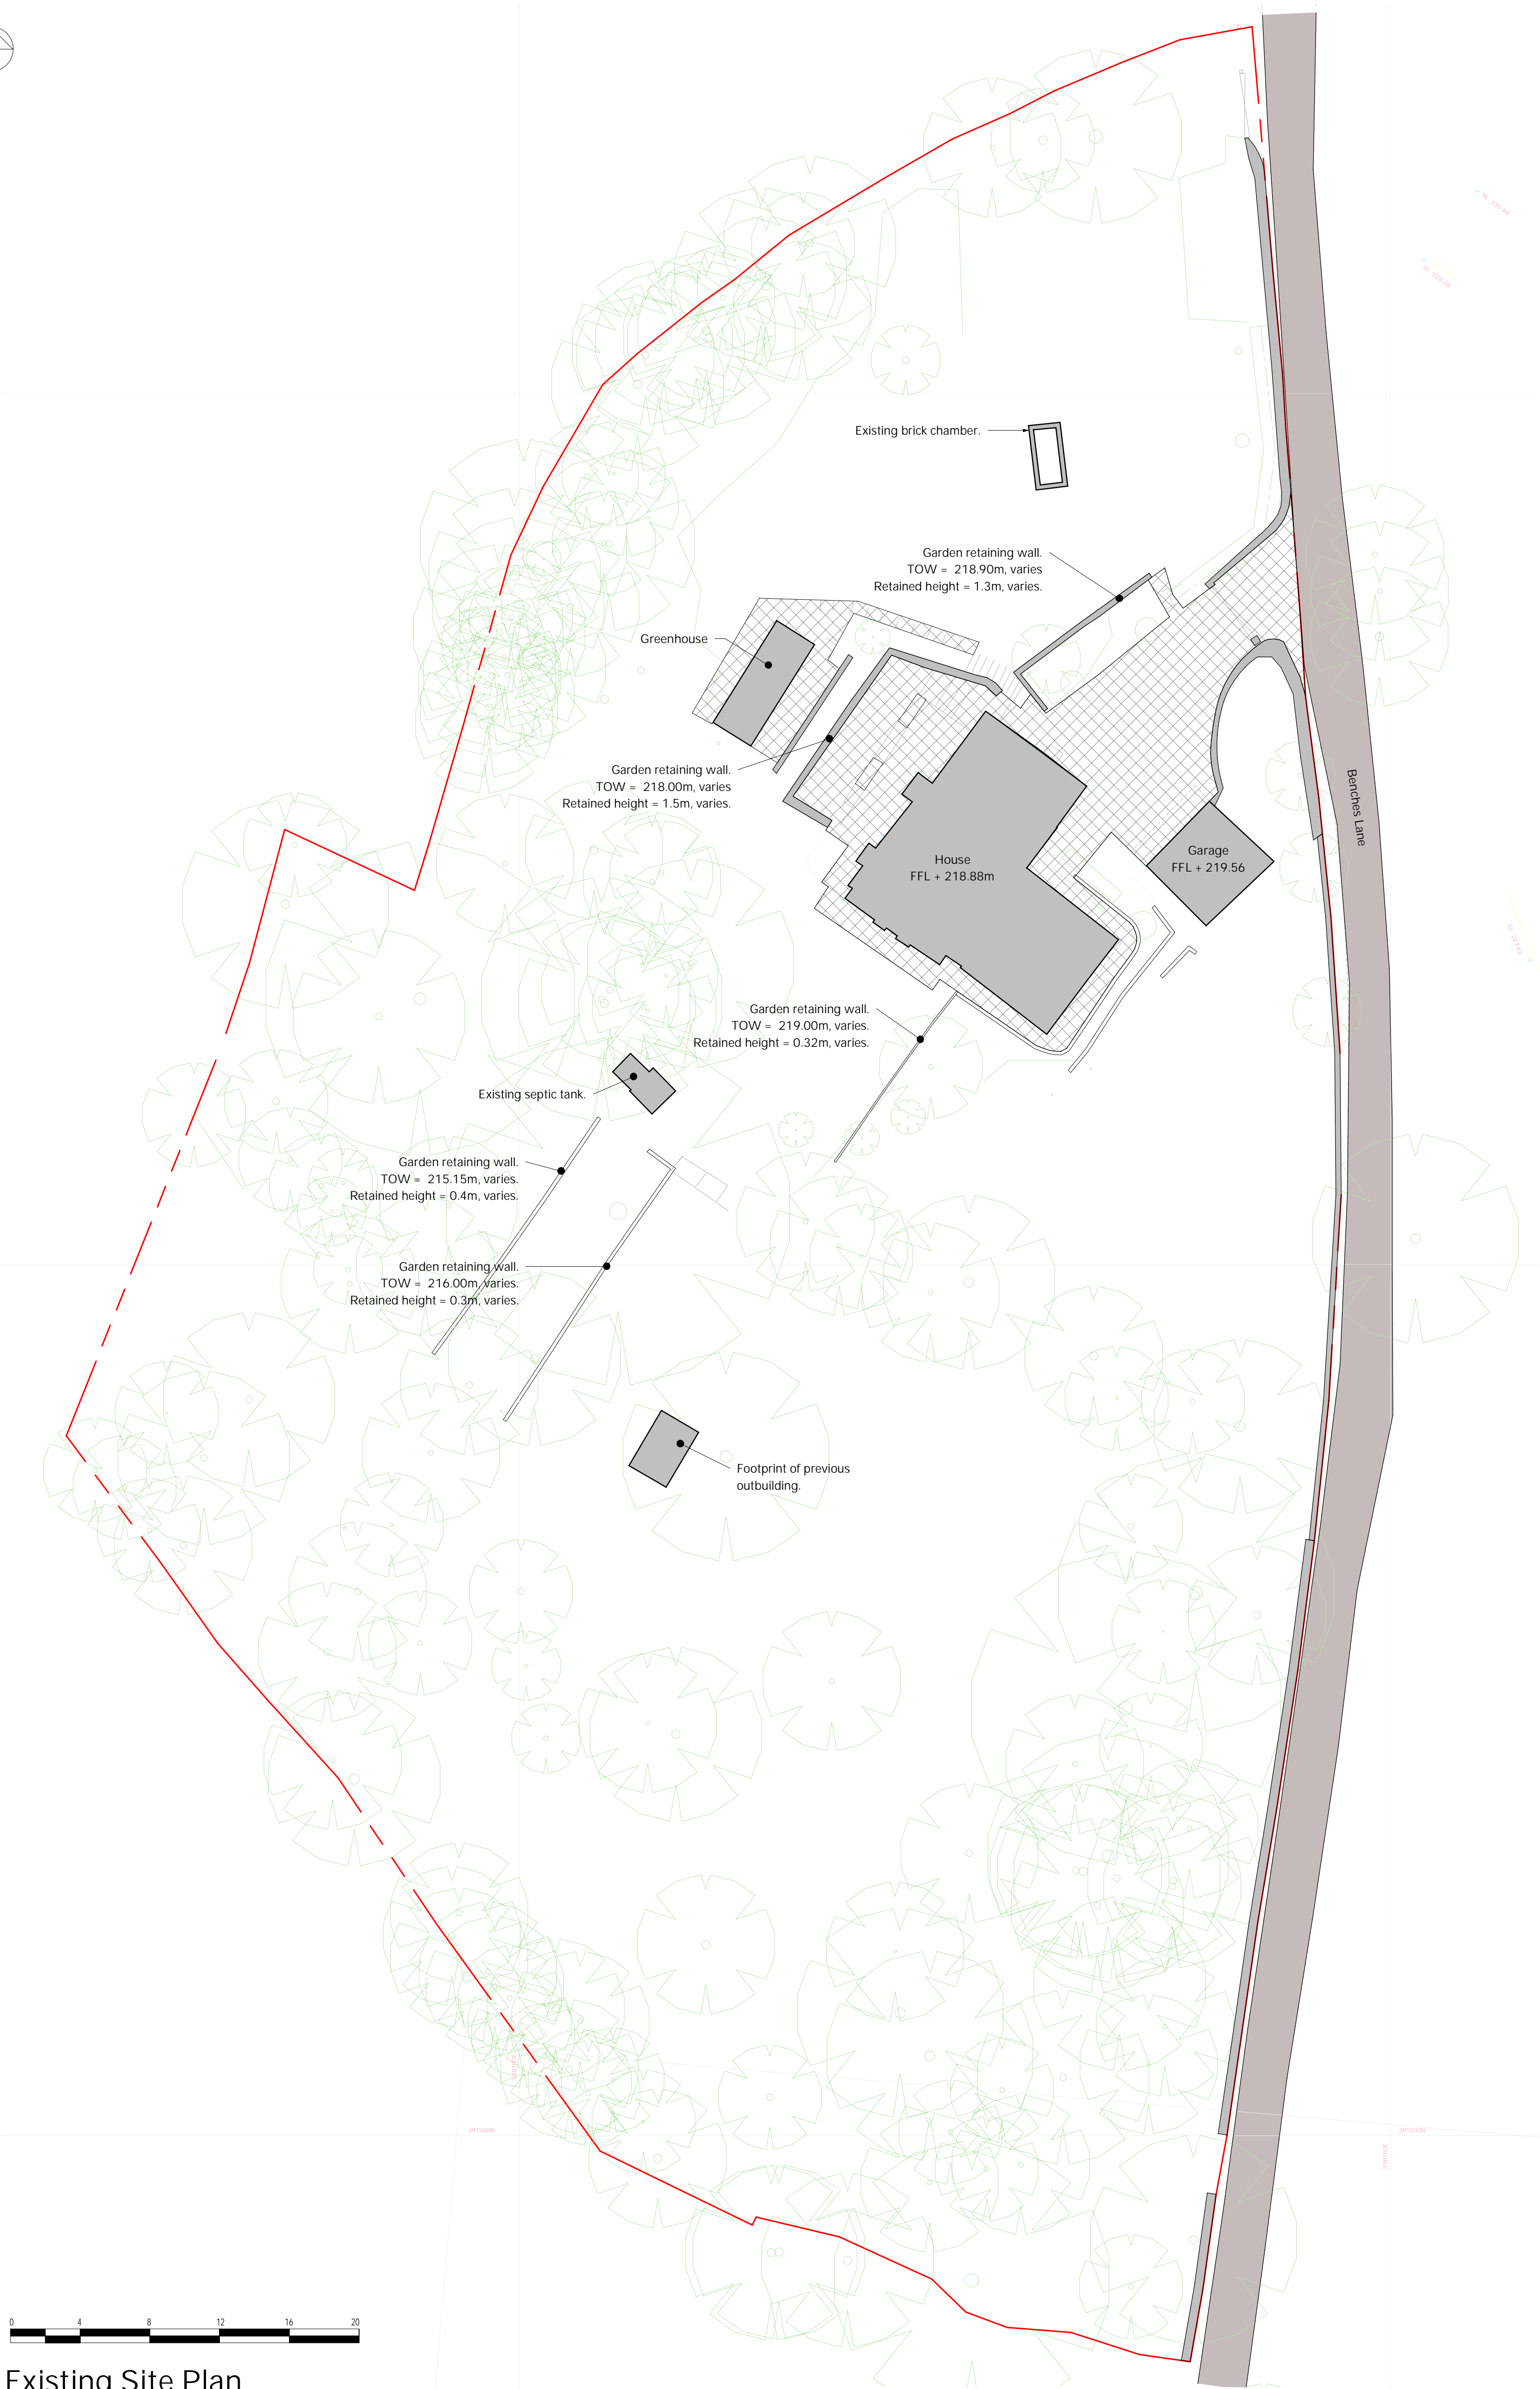 Existing brick chamber.
Garden retaining wall.
TOW = 218.90m, varies
Retained height = 1.3m, varies.
Greenhouse
Garden retaining wall.
TOW = 218.00m, varies
Retained height = 1.5m, varies.
Benches Lane
House
FFL + 218.88m
Garage
FFL + 219.56
Garden retaining wall.
TOW = 219.00m, varies.
Retained height = 0.32m, varies.
Existing septic tank.
Garden retaining wall.
TOW = 215.15m, varies.
Retained height = 0.4m, varies.
Garden retaining wall.
TOW = 216.00m, varies.
Retained height = 0.3m, varies.
Footprint of previous
outbuilding.
0 4 8 12 16 20
Existing Site Plan